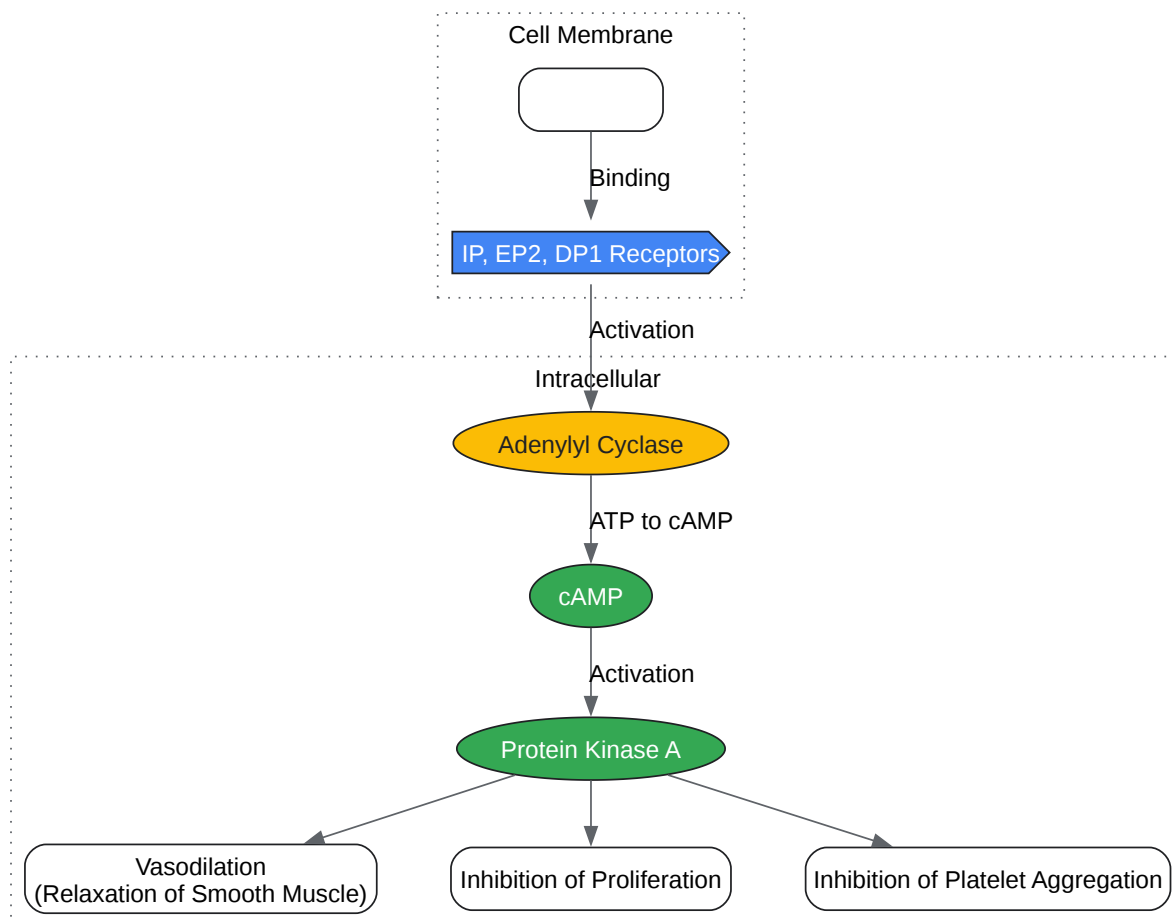 Cell Membrane
Binding
IP, EP2, DP1 Receptors
Activation
Intracellular
Adenylyl Cyclase
ATP to cAMP
cAMP
Activation
Protein Kinase A
Vasodilation
(Relaxation of Smooth Muscle)
Inhibition of Proliferation
Inhibition of Platelet Aggregation